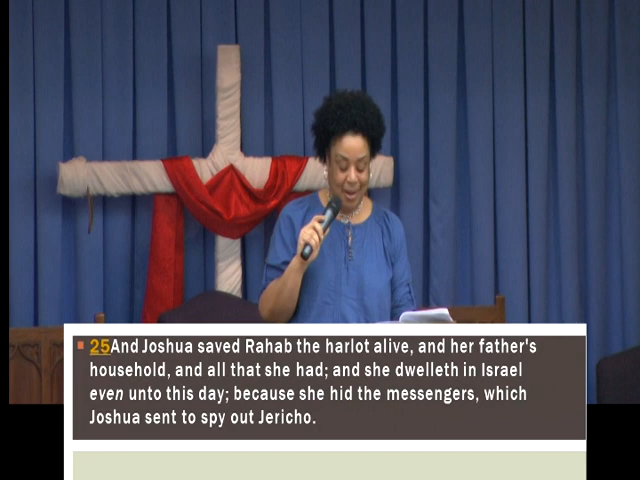 25And Joshua saved Rahab the harlot alive, and her father's
household, and all that she had; and she dwelleth in Israel
even unto this day; because she hid the messengers, which
Joshua sent to spy out Jericho.